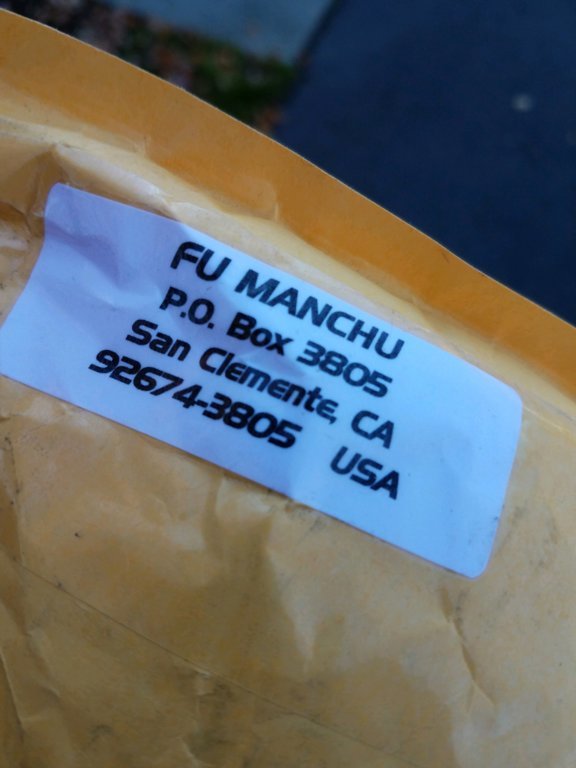 FU MANCHU
P.O. Box 3805
San Clemente, CA
92674-3805 USA